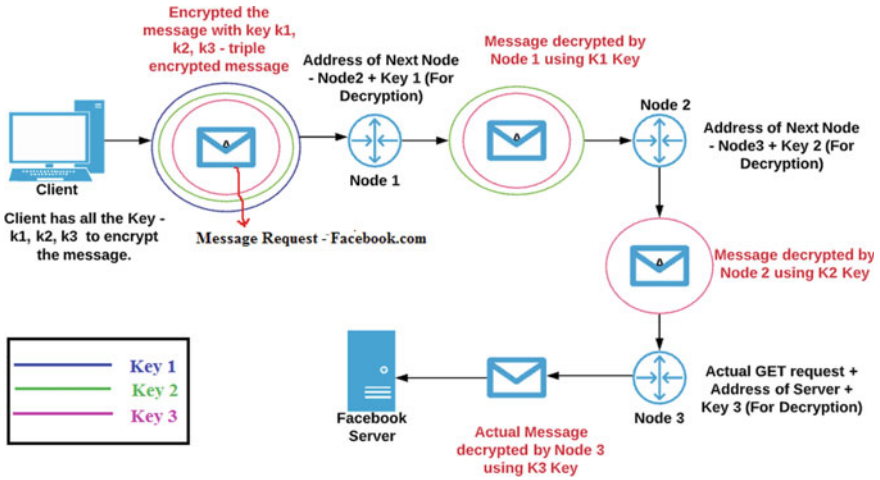 Encrypted the
message with key k1,
k2, k3 - triple
encrypted message
Address of Next Node
- Node2 + Key 1 (For
Decryption)
Message decrypted by
Node 1 using K1 Key
Node 2
Address of Next Node
- Node3 + Key 2 (For
Decryption)
Client
Node 1
Client has all the Key -
k1, k2, k3 to encrypt
the message.
Message Request - Facebook.com
Message decrypted by
Node 2 using K2 Key
Key 1
Key 2
Key 3
Facebook
Server
Actual Message
decrypted by Node 3
using K3 Key
Node 3
Actual GET request +
Address of Server +
Key 3 (For Decryption)